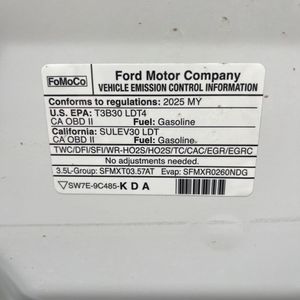 FoMoCo
Ford Motor Company
VEHICLE EMISSION CONTROL INFORMATION
Conforms to regulations: 2025 MY
U.S. EPA: T3B30 LDT4
CA OBD II Fuel: Gasoline
California: SULEV30 LDT
CA OBD II Fuel: Gasoline
TWC/DFI/SFI/WR-HO2S/HO2S/TC/CAC/EGR/EGRC
No adjustments needed.
3.5L-Group: SFMXT03.57AT Evap: SFMXR0260NDG
SW7E-9C485-KDA